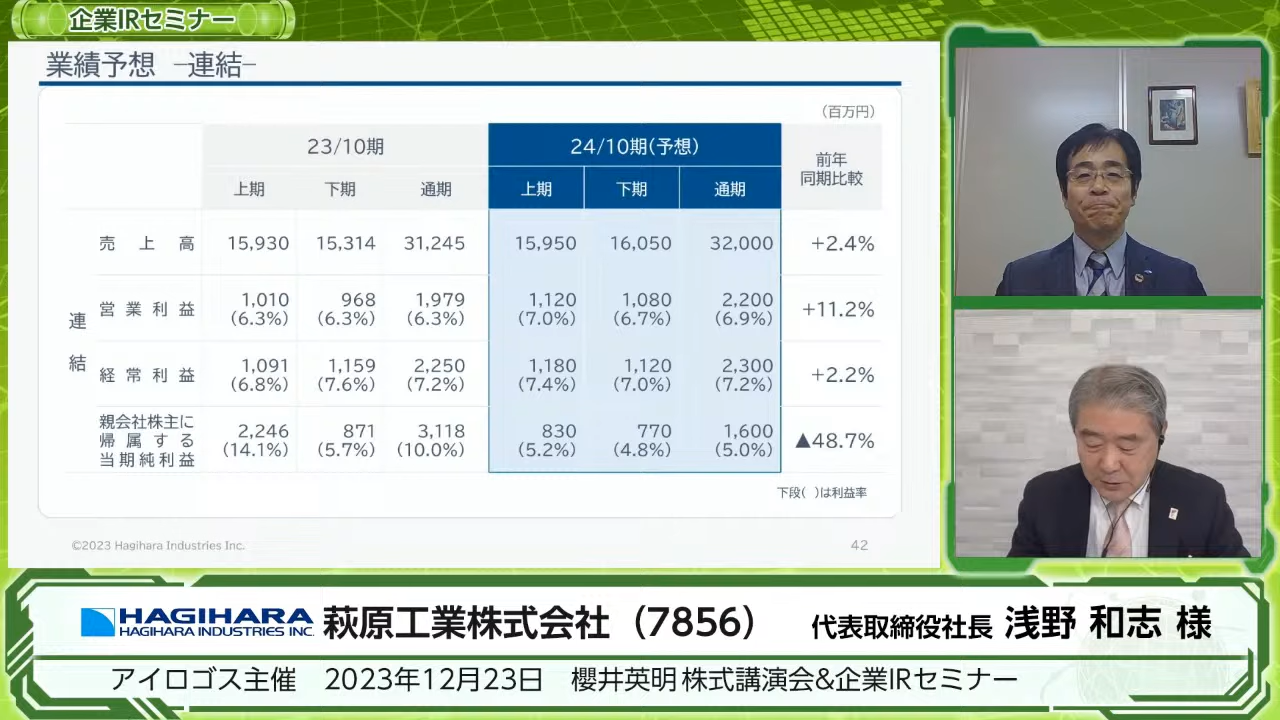 企業IRセミナー
業績予想 −連結−
（百万円）
23/10期 24/10期(予想) 前年
同期比較
上期 下期 通期 上期 下期 通期
売上高 15,930 15,314 31,245 15,950 16,050 32,000 +2.4%
連結
営業利益 1,010 968 1,979 1,120 1,080 2,200 +11.2%
(6.3%) (6.3%) (6.3%) (7.0%) (6.7%) (6.9%)
経常利益 1,091 1,159 2,250 1,180 1,120 2,300 +2.2%
(6.8%) (7.6%) (7.2%) (7.4%) (7.0%) (7.2%)
親会社株主に
帰属する
当期純利益 2,246 871 3,118 830 770 1,600 ▲48.7%
(14.1%) (5.7%) (10.0%) (5.2%) (4.8%) (5.0%)
下段( )は利益率
©2023 Hagihara Industries Inc. 42
HAGIHARA
HAGIHARA INDUSTRIES INC.
萩原工業株式会社（7856） 代表取締役社長 浅野 和志 様
アイロゴス主催 2023年12月23日 櫻井英明 株式講演会&企業IRセミナー